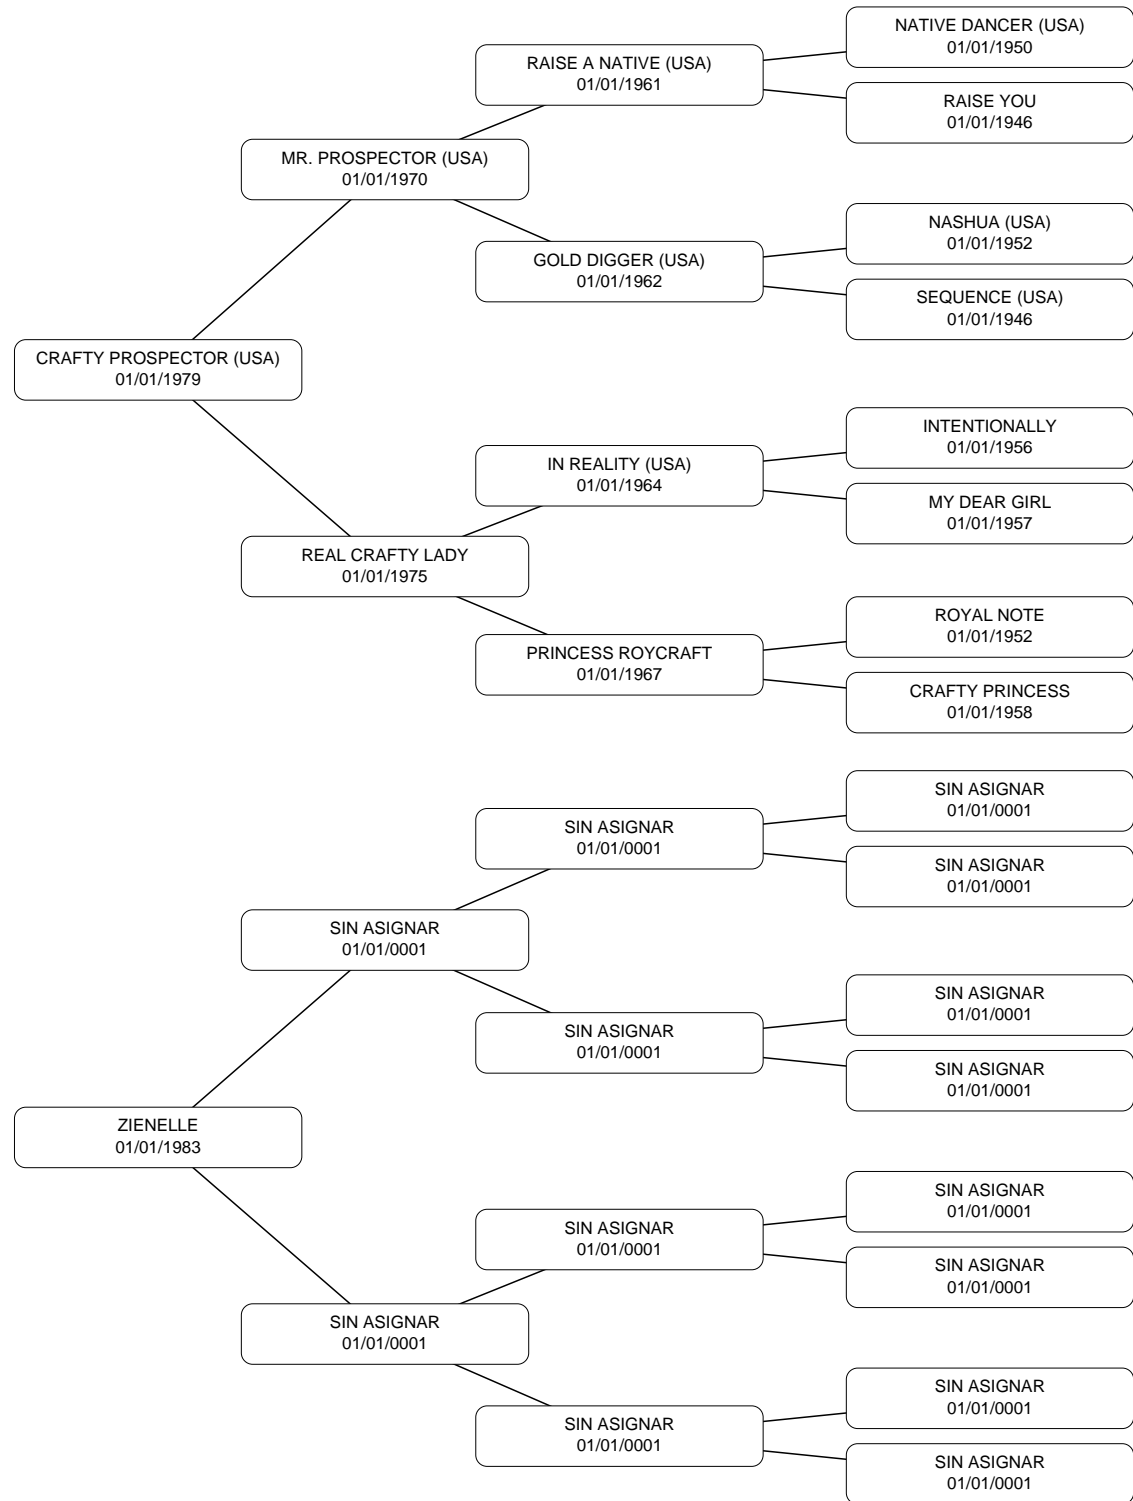 NATIVE DANCER (USA)
01/01/1950
RAISE A NATIVE (USA)
01/01/1961
RAISE YOU
01/01/1946
MR. PROSPECTOR (USA)
01/01/1970
NASHUA (USA)
01/01/1952
GOLD DIGGER (USA)
01/01/1962
SEQUENCE (USA)
01/01/1946
CRAFTY PROSPECTOR (USA)
01/01/1979
INTENTIONALLY
01/01/1956
IN REALITY (USA)
01/01/1964
MY DEAR GIRL
01/01/1957
REAL CRAFTY LADY
01/01/1975
ROYAL NOTE
01/01/1952
PRINCESS ROYCRAFT
01/01/1967
CRAFTY PRINCESS
01/01/1958
SIN ASIGNAR
01/01/0001
SIN ASIGNAR
01/01/0001
SIN ASIGNAR
01/01/0001
SIN ASIGNAR
01/01/0001
SIN ASIGNAR
01/01/0001
SIN ASIGNAR
01/01/0001
SIN ASIGNAR
01/01/0001
ZIENELLE
01/01/1983
SIN ASIGNAR
01/01/0001
SIN ASIGNAR
01/01/0001
SIN ASIGNAR
01/01/0001
SIN ASIGNAR
01/01/0001
SIN ASIGNAR
01/01/0001
SIN ASIGNAR
01/01/0001
SIN ASIGNAR
01/01/0001